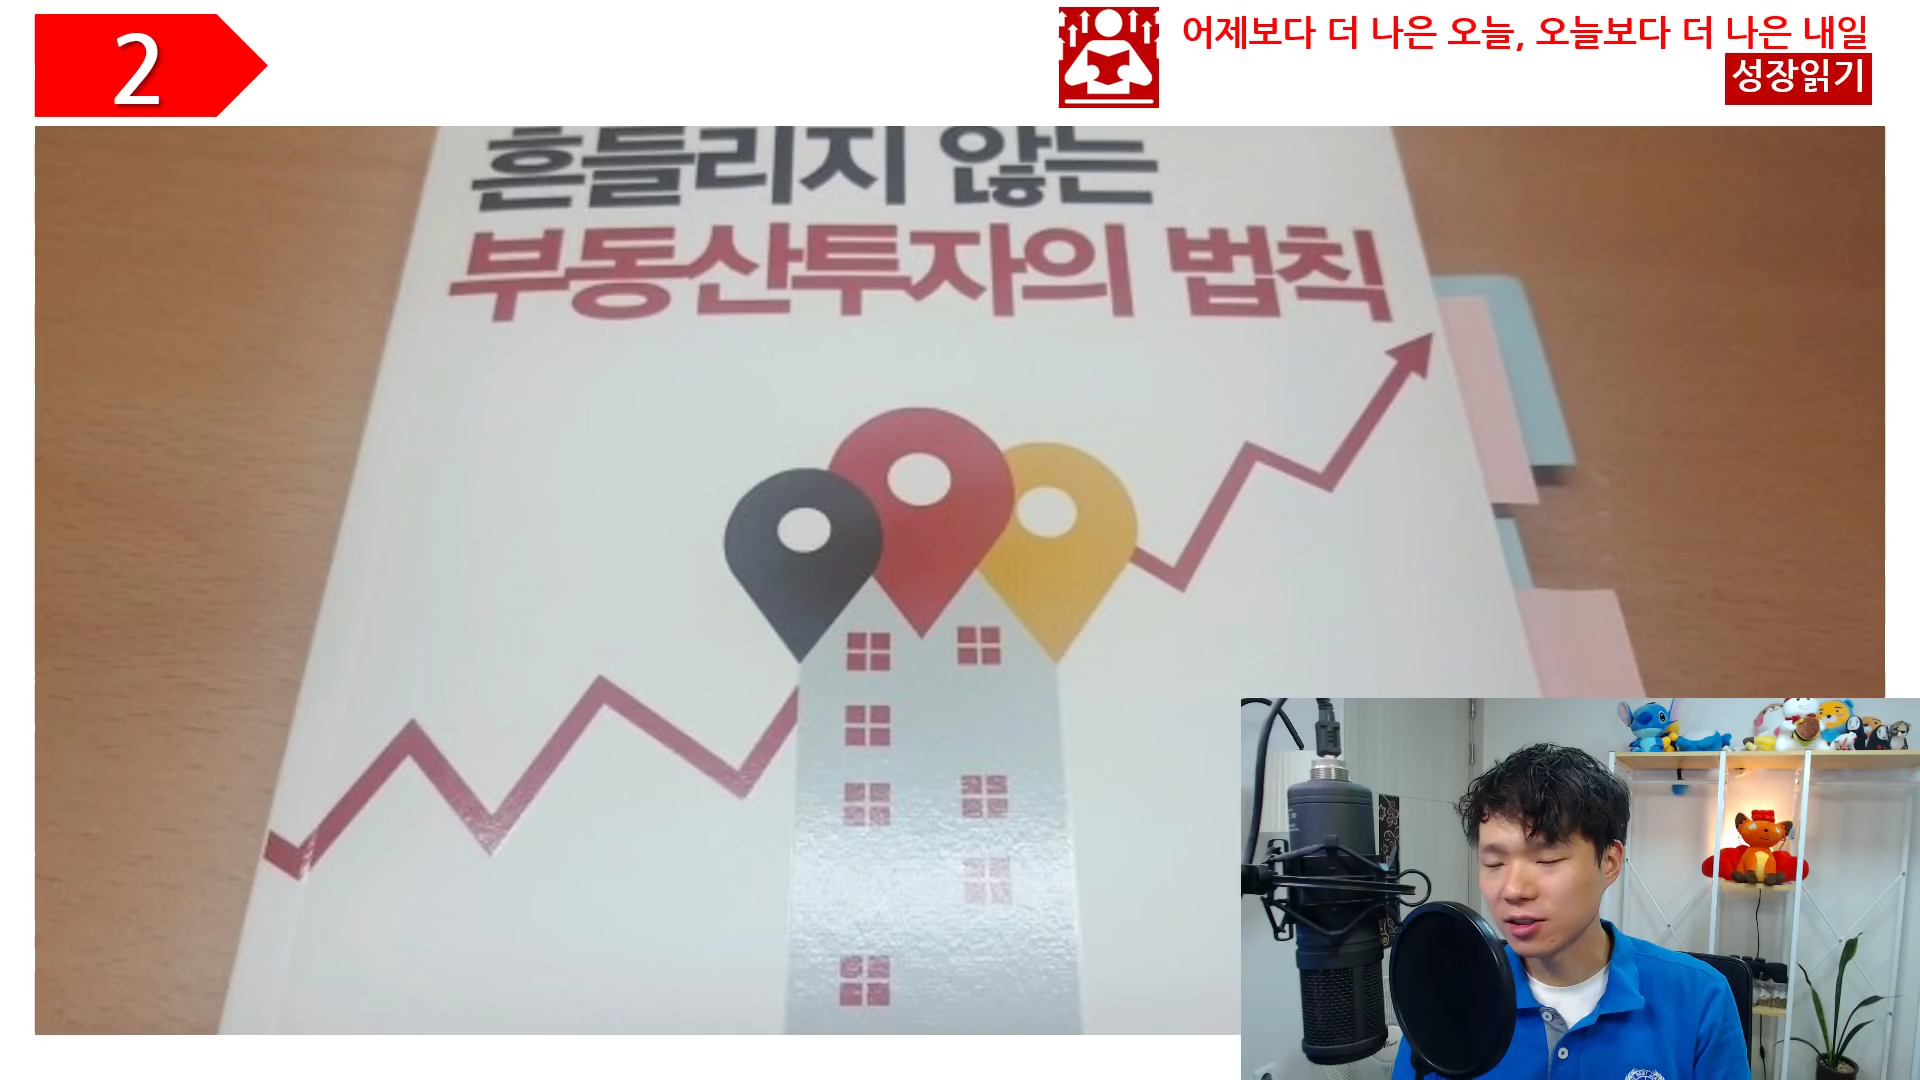 2
어제보다 더 나은 오늘, 오늘보다 더 나은 내일
성장읽기
흔들리지 않는
부동산투자의 법칙